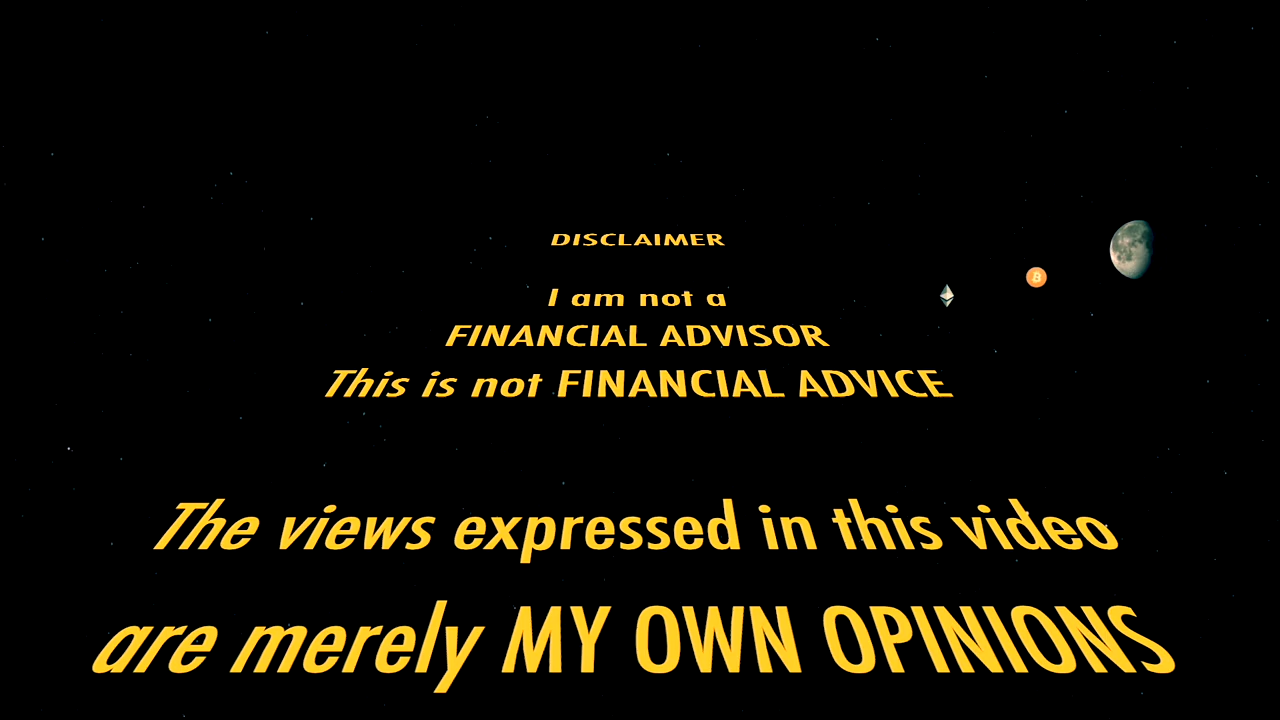 DISCLAIMER
I am not a
FINANCIAL ADVISOR
This is not FINANCIAL ADVICE
The views expressed in this video
are merely MY OWN OPINIONS